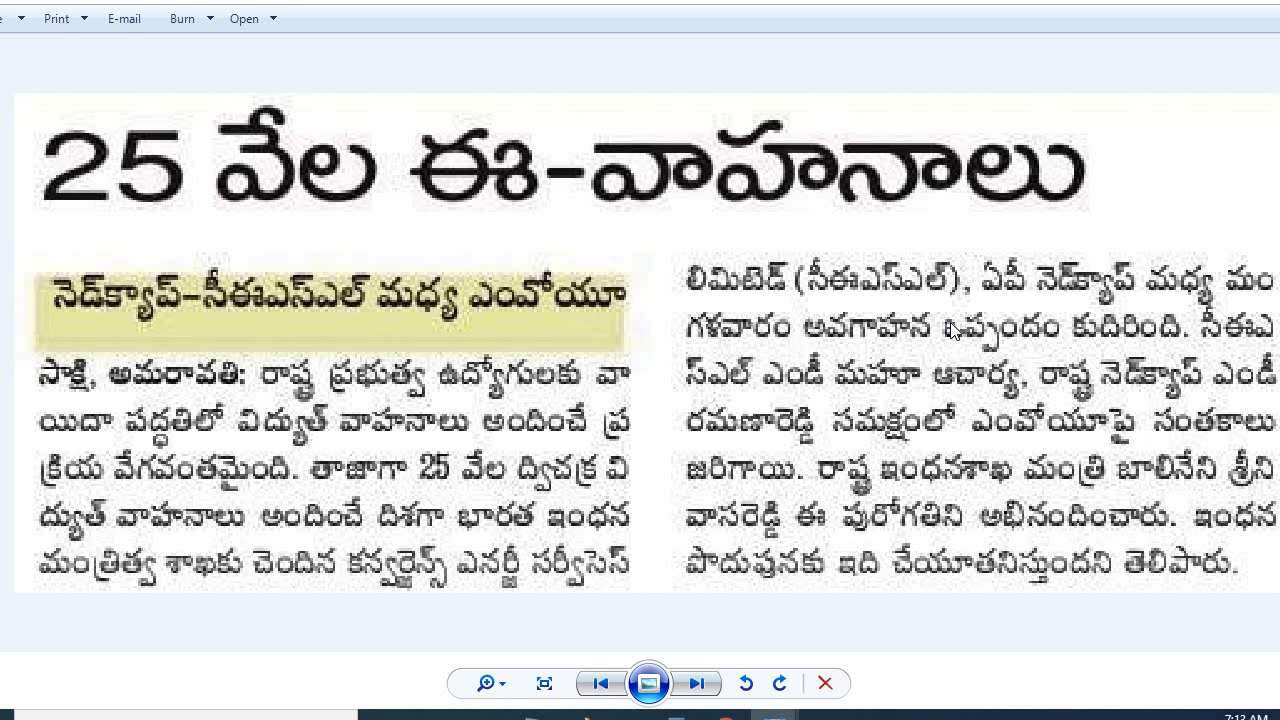 Print
E-mail
Burn
Open
25 వేల ఈ-వాహనాలు
నెడ్‌క్యాప్-సీఈఎస్ఎల్ మధ్య ఎంవోయూ
సాక్షి, అమరావతి: రాష్ట్ర ప్రభుత్వ ఉద్యోగులకు వా
యిదా పద్ధతిలో విద్యుత్ వాహనాలు అందించే ప్ర
క్రియ వేగవంతమైంది. తాజాగా 25 వేల ద్విచక్ర వి
ద్యుత్ వాహనాలు అందించే దిశగా భారత ఇంధన
మంత్రిత్వ శాఖకు చెందిన కన్వర్జెన్స్ ఎనర్జీ సర్వీసెస్
లిమిటెడ్ (సీఈఎస్ఎల్), ఏపీ నెడ్‌క్యాప్ మధ్య మం
గళవారం అవగాహన ఒప్పందం కుదిరింది. సీఈఎ
స్ఎల్ ఎండీ మహూ ఆచార్య, రాష్ట్ర నెడ్‌క్యాప్ ఎండీ
రమణారెడ్డి సమక్షంలో ఎంవోయూపై సంతకాలు
జరిగాయి. రాష్ట్ర ఇంధనశాఖ మంత్రి బాలినేని శ్రీని
వాసరెడ్డి ఈ పురోగతిని అభినందించారు. ఇంధన
పొదుపునకు ఇది చేయూతనిస్తుందని తెలిపారు.